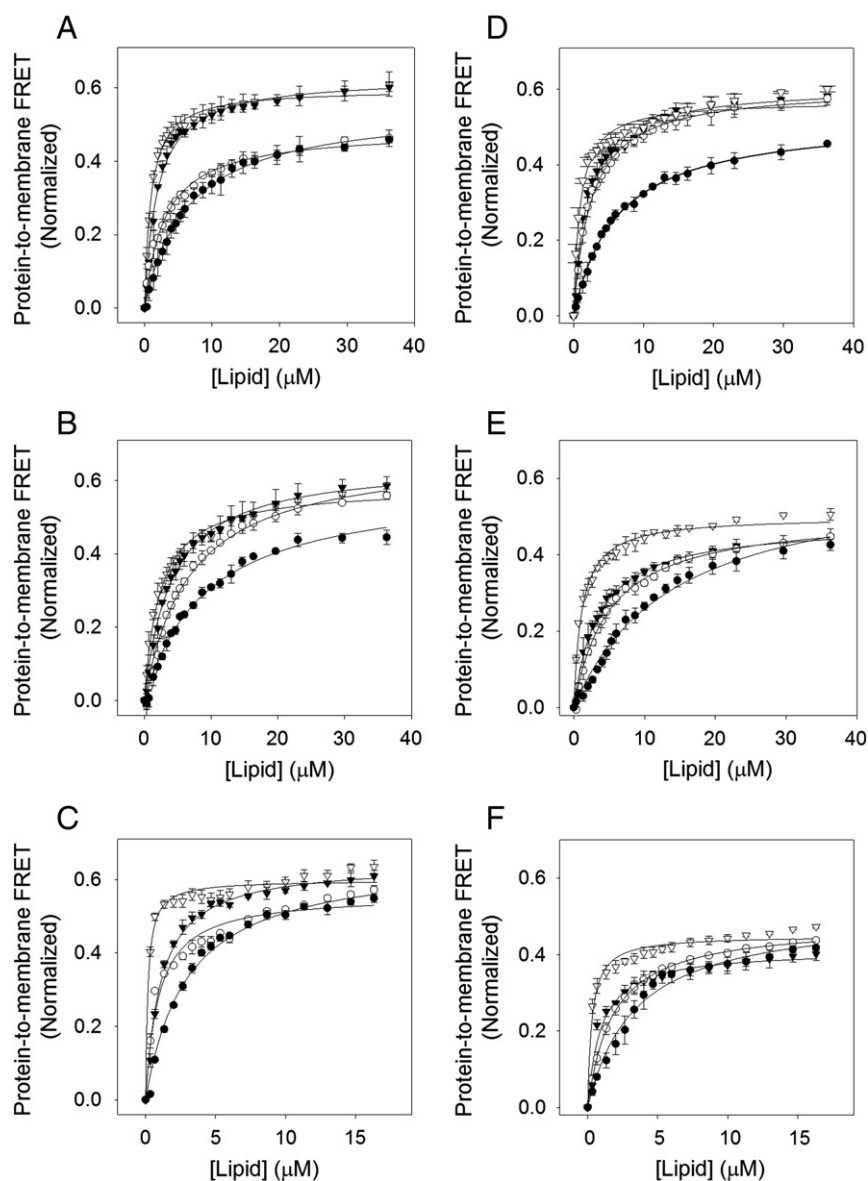 A
Protein-to-membrane FRET
(Normalized)
0.6
0.4
0.2
0.0
0 10 20 30 40
[Lipid] (μM)
D
Protein-to-membrane FRET
(Normalized)
0.6
0.4
0.2
0.0
0 10 20 30 40
[Lipid] (μM)
B
Protein-to-membrane FRET
(Normalized)
0.6
0.4
0.2
0.0
0 10 20 30 40
[Lipid] (μM)
E
Protein-to-membrane FRET
(Normalized)
0.6
0.4
0.2
0.0
0 10 20 30 40
[Lipid] (μM)
C
Protein-to-membrane FRET
(Normalized)
0.6
0.4
0.2
0.0
0 5 10 15
[Lipid] (μM)
F
Protein-to-membrane FRET
(Normalized)
0.6
0.4
0.2
0.0
0 5 10 15
[Lipid] (μM)